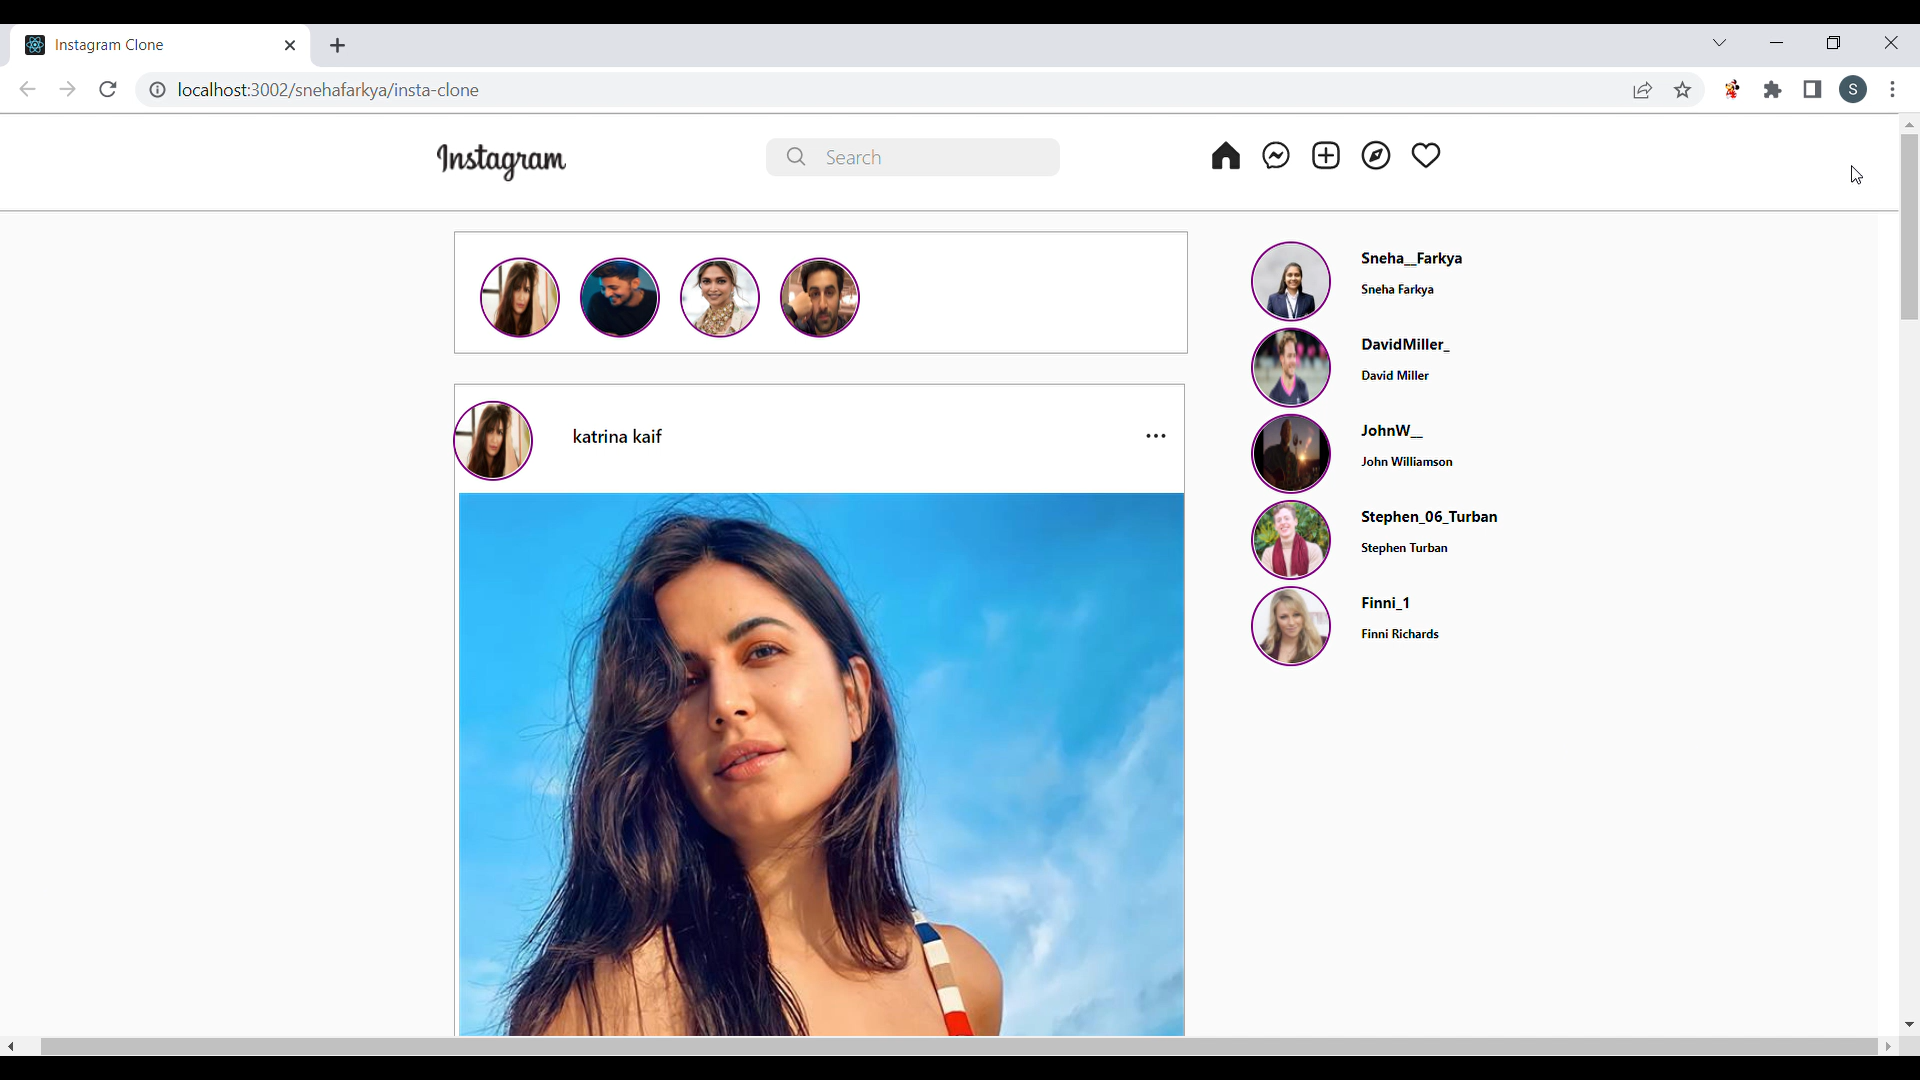 Instagram Clone
localhost:3002/snehafarkya/insta-clone
S
Instagram
Search
Sneha__Farkya
Sneha Farkya
DavidMiller_
David Miller
katrina kaif
JohnW__
John Williamson
Stephen_06_Turban
Stephen Turban
Finni_1
Finni Richards